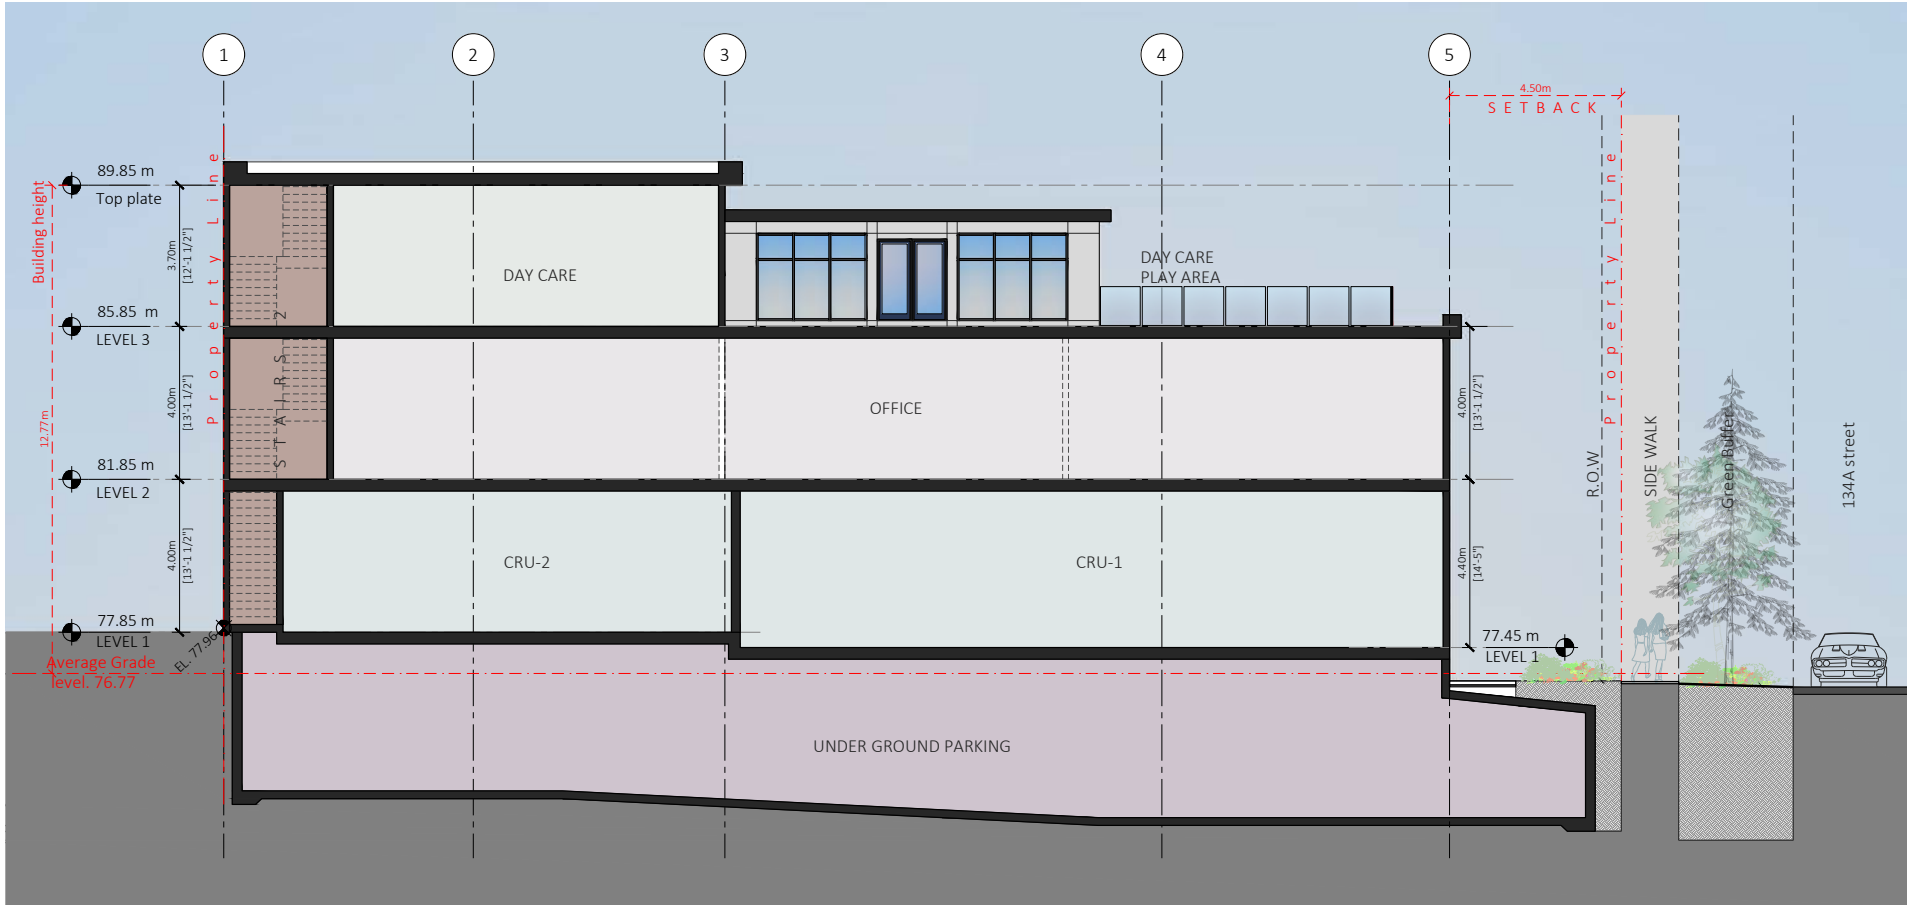 1
2
3
4
5
4.50m
SETBACK
89.85 m
Top plate
Building height
Property Line
3.70m
[12'-1 1/2"]
DAY CARE
DAY CARE
PLAY AREA
Property Line
85.85 m
LEVEL 3
STAIRS 2
4.00m
[13'-1 1/2"]
12.77m
OFFICE
4.00m
[13'-1 1/2"]
R.O.W
SIDE WALK
Green Buffer
134A street
81.85 m
LEVEL 2
4.00m
[13'-1 1/2"]
CRU-2
CRU-1
4.40m
[14'-5"]
77.85 m
LEVEL 1
EL. 77.96
Average Grade
level. 76.77
77.45 m
LEVEL 1
UNDER GROUND PARKING